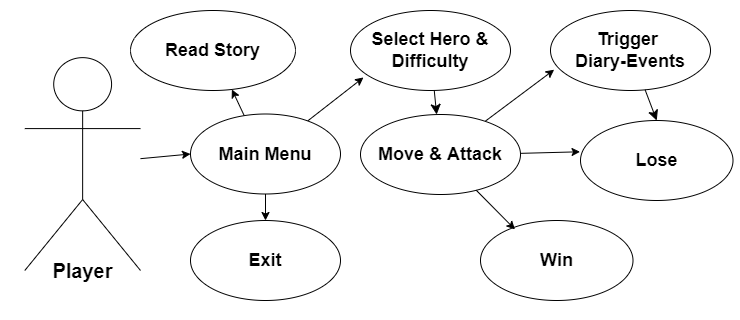 Read Story
Select Hero &
Difficulty
Trigger
Diary-Events
Main Menu
Move & Attack
Lose
Player
Exit
Win